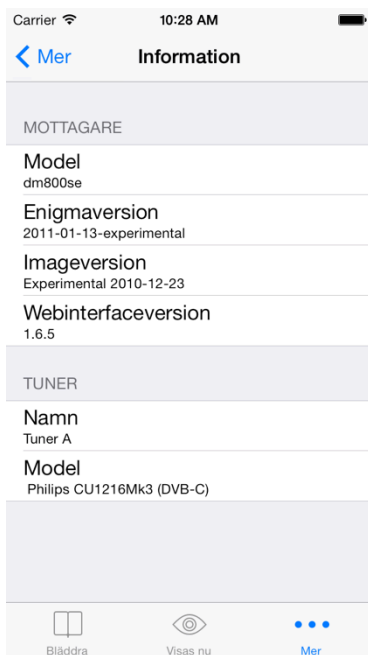 Carrier 10:28 AM
Mer Information
MOTTAGARE
Model
dm800se
Enigmaversion
2011-01-13-experimental
Imageversion
Experimental 2010-12-23
Webinterfaceversion
1.6.5
TUNER
Namn
Tuner A
Model
Philips CU1216Mk3 (DVB-C)
Bläddra Visas nu Mer